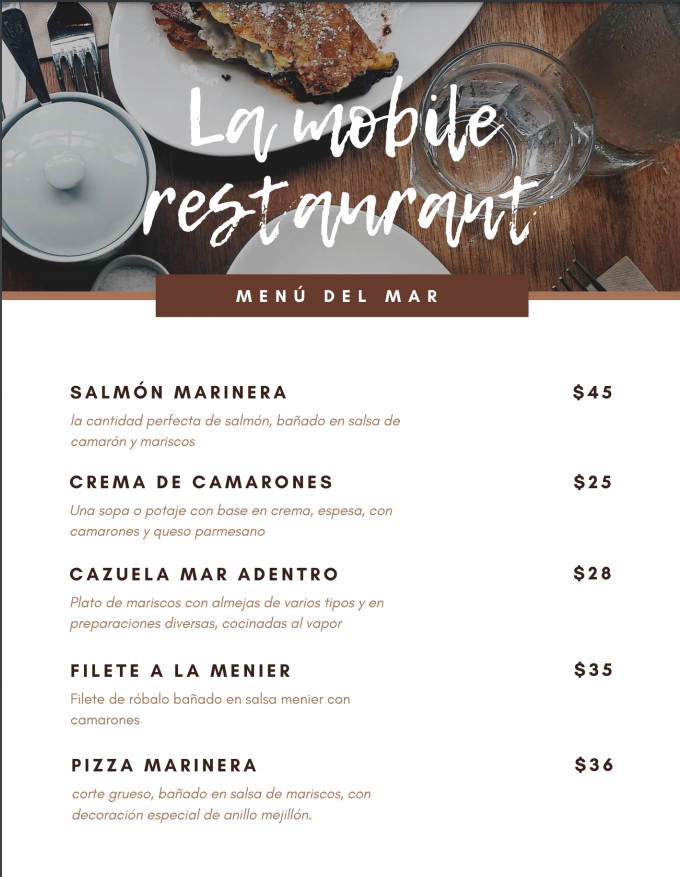 La mobile
restaurant
MENÚ DEL MAR
SALMÓN MARINERA $45
la cantidad perfecta de salmón, bañado en salsa de
camarón y mariscos
CREMA DE CAMARONES $25
Una sopa o potaje con base en crema, espesa, con
camarones y queso parmesano
CAZUELA MAR ADENTRO $28
Plato de mariscos con almejas de varios tipos y en
preparaciones diversas, cocinadas al vapor
FILETE A LA MENIER $35
Filete de róbalo bañado en salsa menier con
camarones
PIZZA MARINERA $36
corte grueso, bañado en salsa de mariscos, con
decoración especial de anillo mejillón.